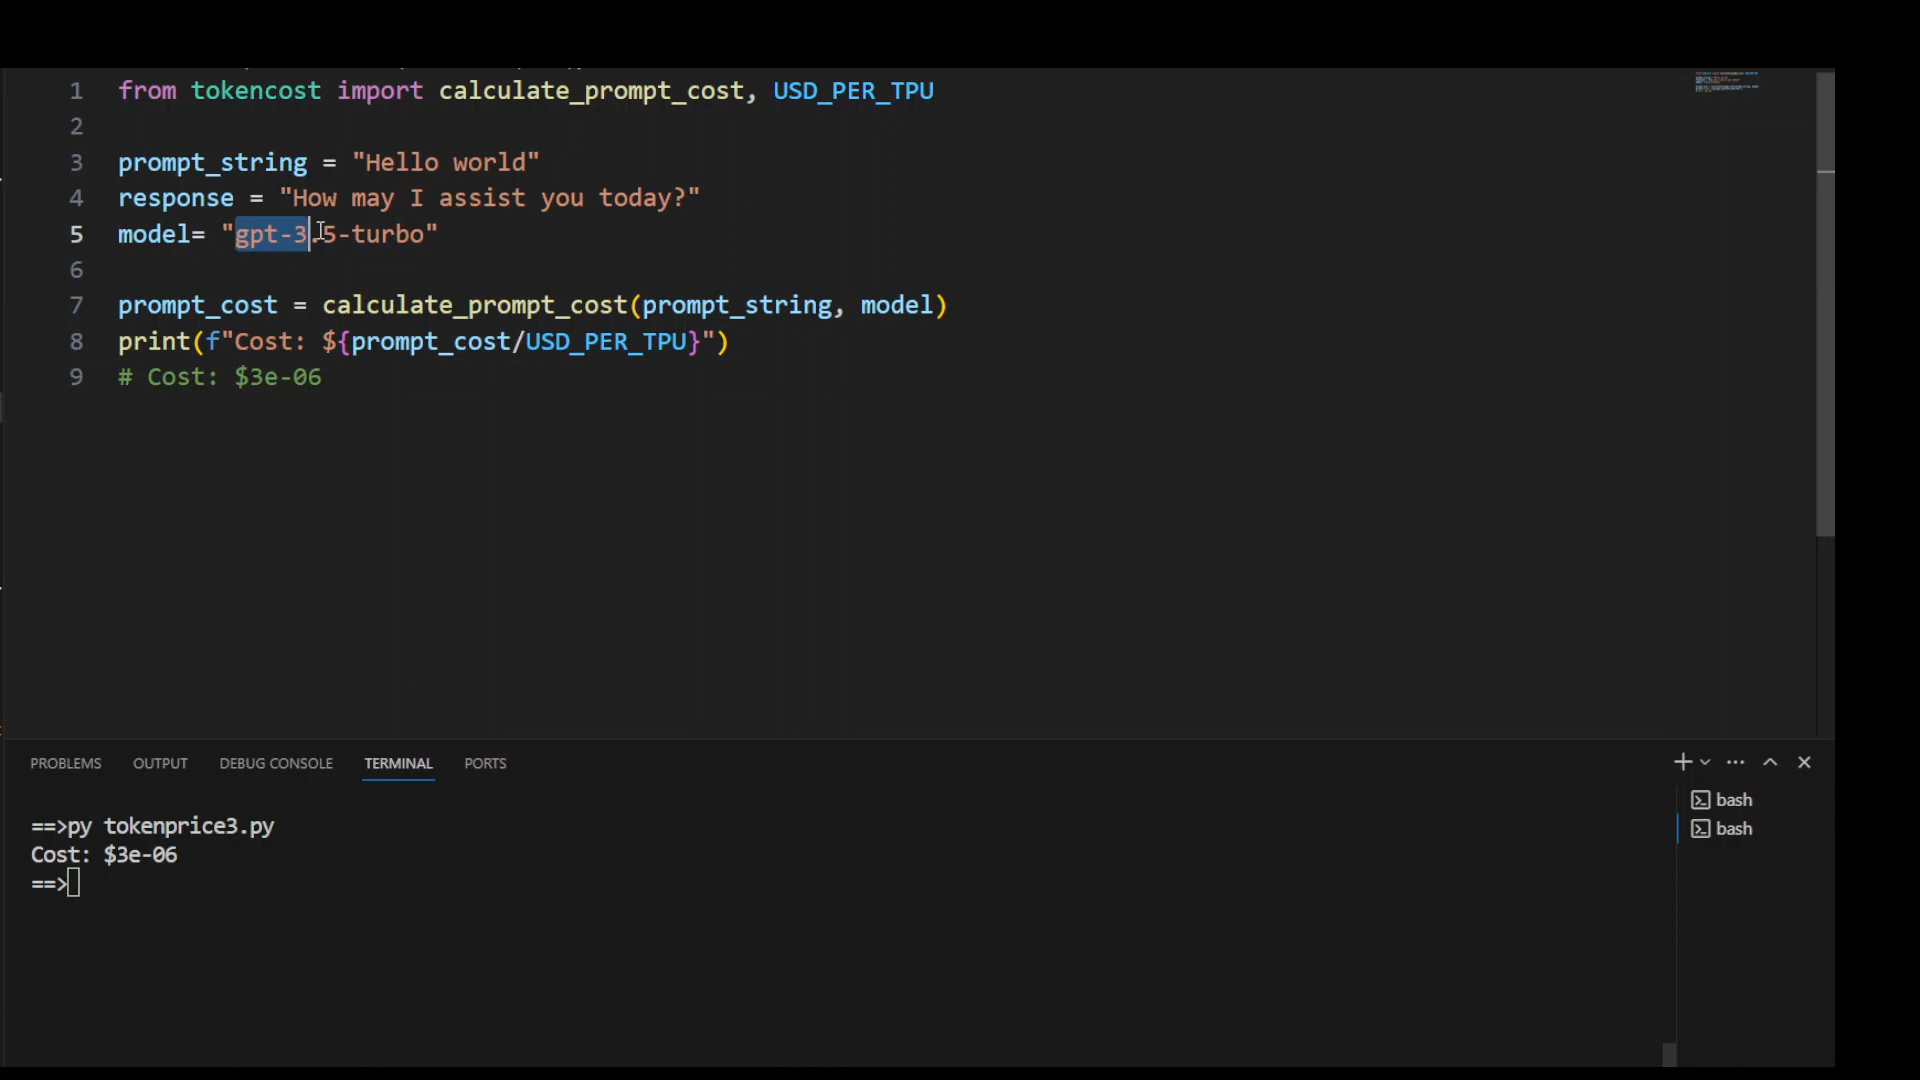 1 from tokencost import calculate_prompt_cost, USD_PER_TPU
2
3 prompt_string = "Hello world"
4 response = "How may I assist you today?"
5 model= "gpt-3.5-turbo"
6
7 prompt_cost = calculate_prompt_cost(prompt_string, model)
8 print(f"Cost: ${prompt_cost/USD_PER_TPU}")
9 # Cost: $3e-06
PROBLEMS OUTPUT DEBUG CONSOLE TERMINAL PORTS
==>py tokenprice3.py
Cost: $3e-06
==>
bash
bash